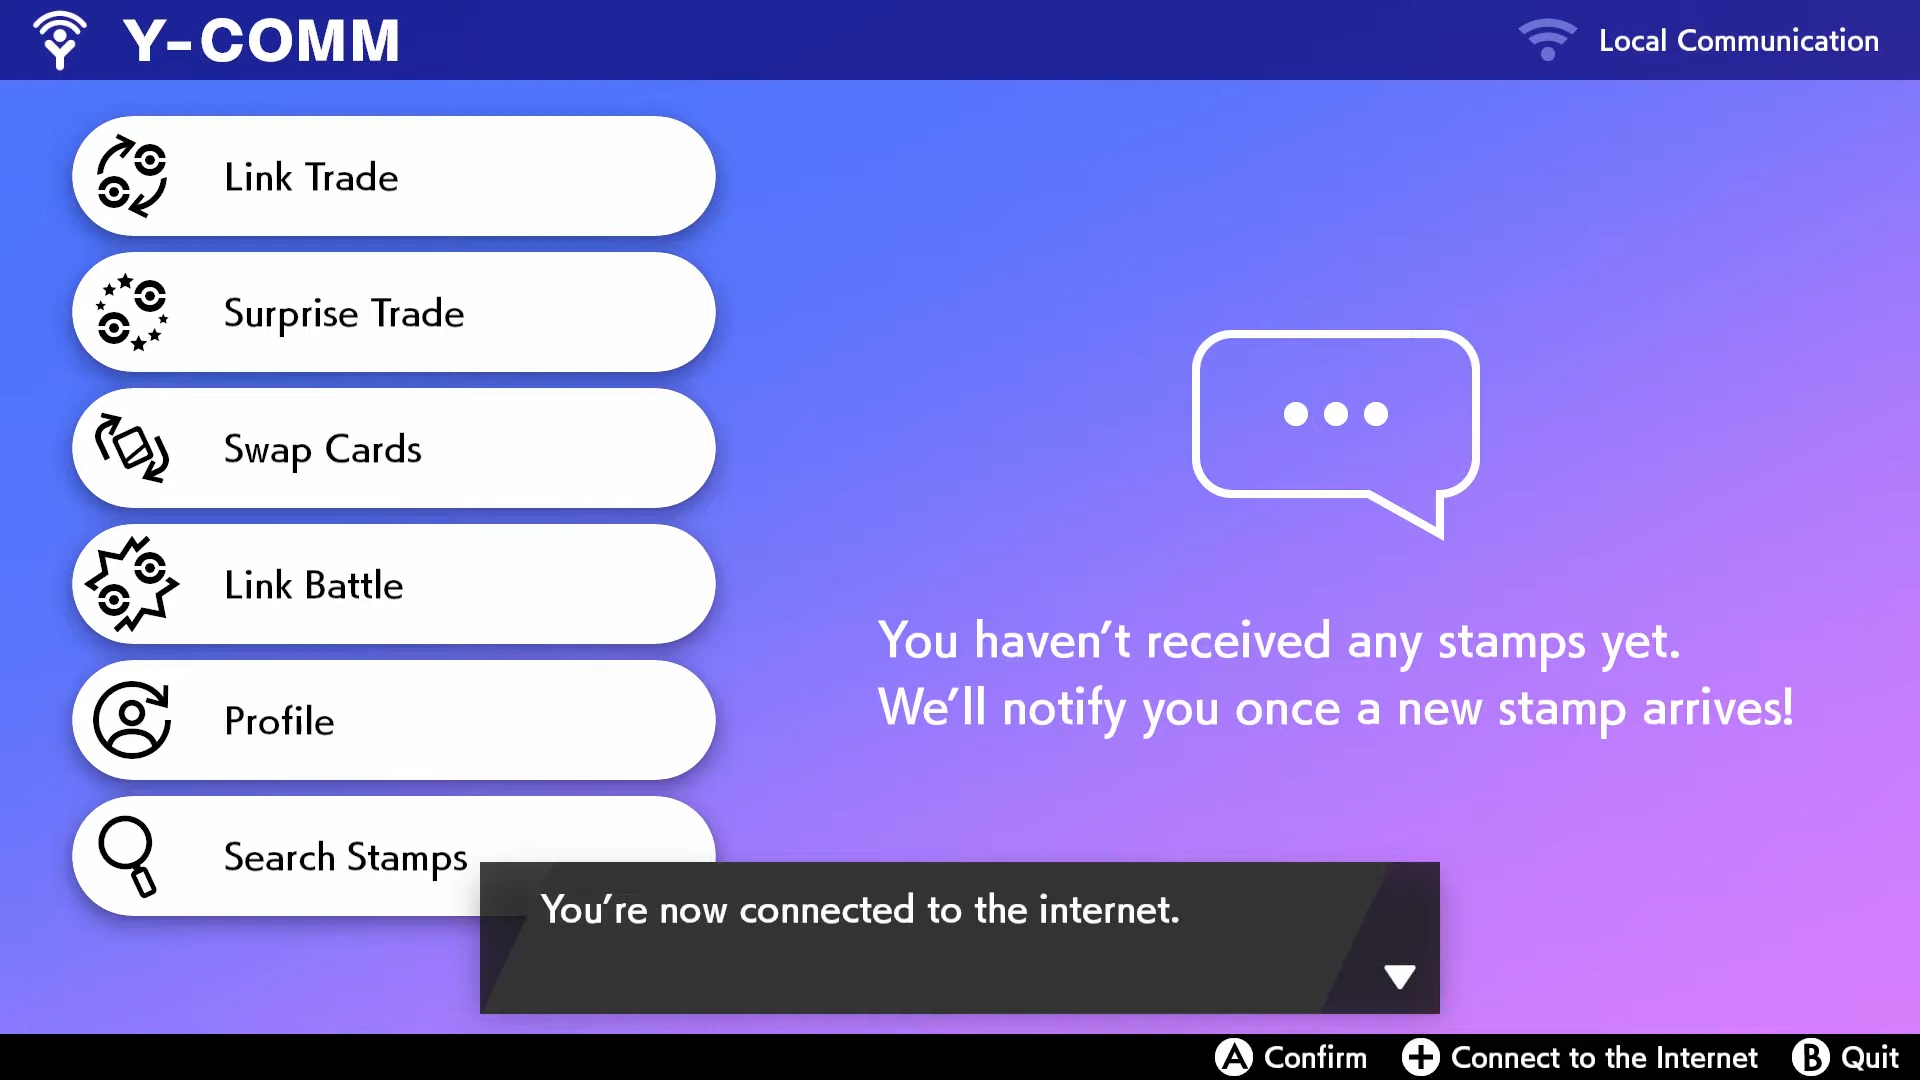 Y-COMM
Local Communication
Link Trade
Surprise Trade
Swap Cards
Link Battle
Profile
Search Stamps
You haven't received any stamps yet.
We'll notify you once a new stamp arrives!
You're now connected to the internet.
A Confirm
+ Connect to the Internet
B Quit